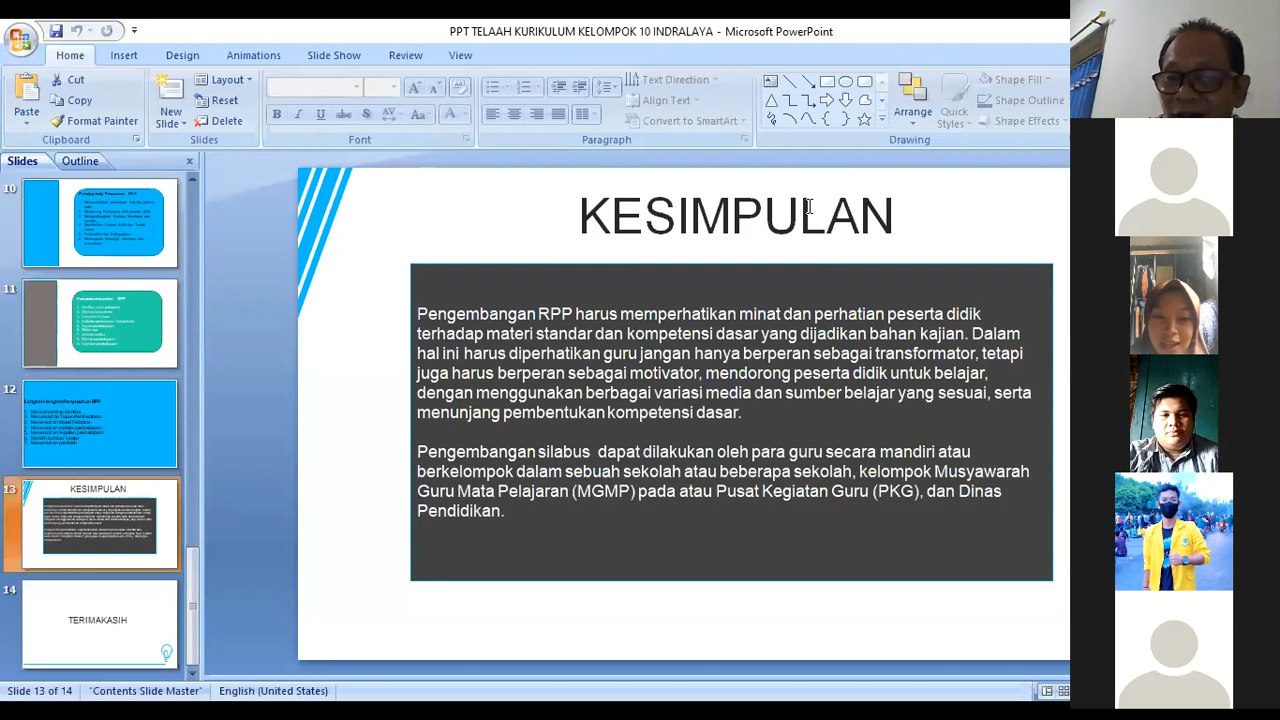 PPT TELAAH KURIKULUM KELOMPOK 10 INDRALAYA - Microsoft PowerPoint
Home Insert Design Animations Slide Show Review View
Paste
Cut
Copy
Format Painter
Clipboard
New Slide
Layout
Reset
Delete
Slides
Font
Text Direction
Align Text
Convert to SmartArt
Paragraph
Arrange
Quick Styles
Shape Fill
Shape Outline
Shape Effects
Drawing
Slides Outline
10
11
12
13
KESIMPULAN
14
TERIMAKASIH
KESIMPULAN
Pengembangan RPP harus memperhatikan minat dan perhatian peserta didik
terhadap materi standar dan kompetensi dasar yang dijadikan bahan kajian. Dalam
hal ini harus diperhatikan guru jangan hanya berperan sebagai transformator, tetapi
juga harus berperan sebagai motivator, mendorong peserta didik untuk belajar,
dengan menggunakan berbagai variasi media, dan sumber belajar yang sesuai, serta
menunjang pembentukan kompetensi dasar.
Pengembangan silabus dapat dilakukan oleh para guru secara mandiri atau
berkelompok dalam sebuah sekolah atau beberapa sekolah, kelompok Musyawarah
Guru Mata Pelajaran (MGMP) pada atau Pusat Kegiatan Guru (PKG), dan Dinas
Pendidikan.
Slide 13 of 14 "Contents Slide Master" English (United States)